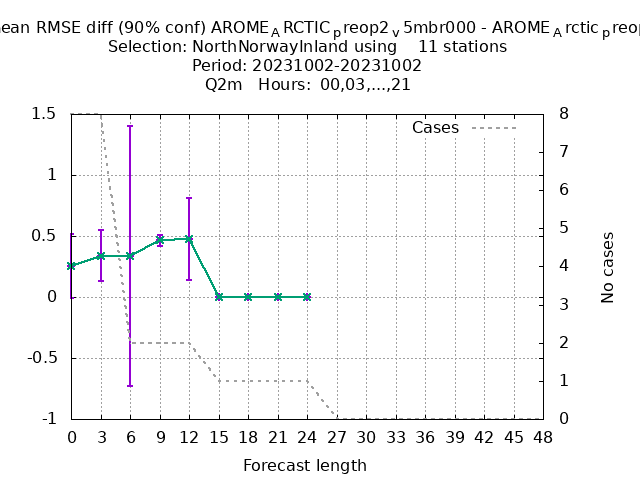 ean RMSE diff (90% conf) AROME_ARCTIC_preop2_v5mbr000 - AROME_Arctic_preop
Selection: NorthNorwayInland using 11 stations
Period: 20231002-20231002
Q2m Hours: 00,03,...,21
Cases
1.5
1
0.5
0
-0.5
-1
8
7
6
5
4
3
2
1
0
No cases
0 3 6 9 12 15 18 21 24 27 30 33 36 39 42 45 48
Forecast length